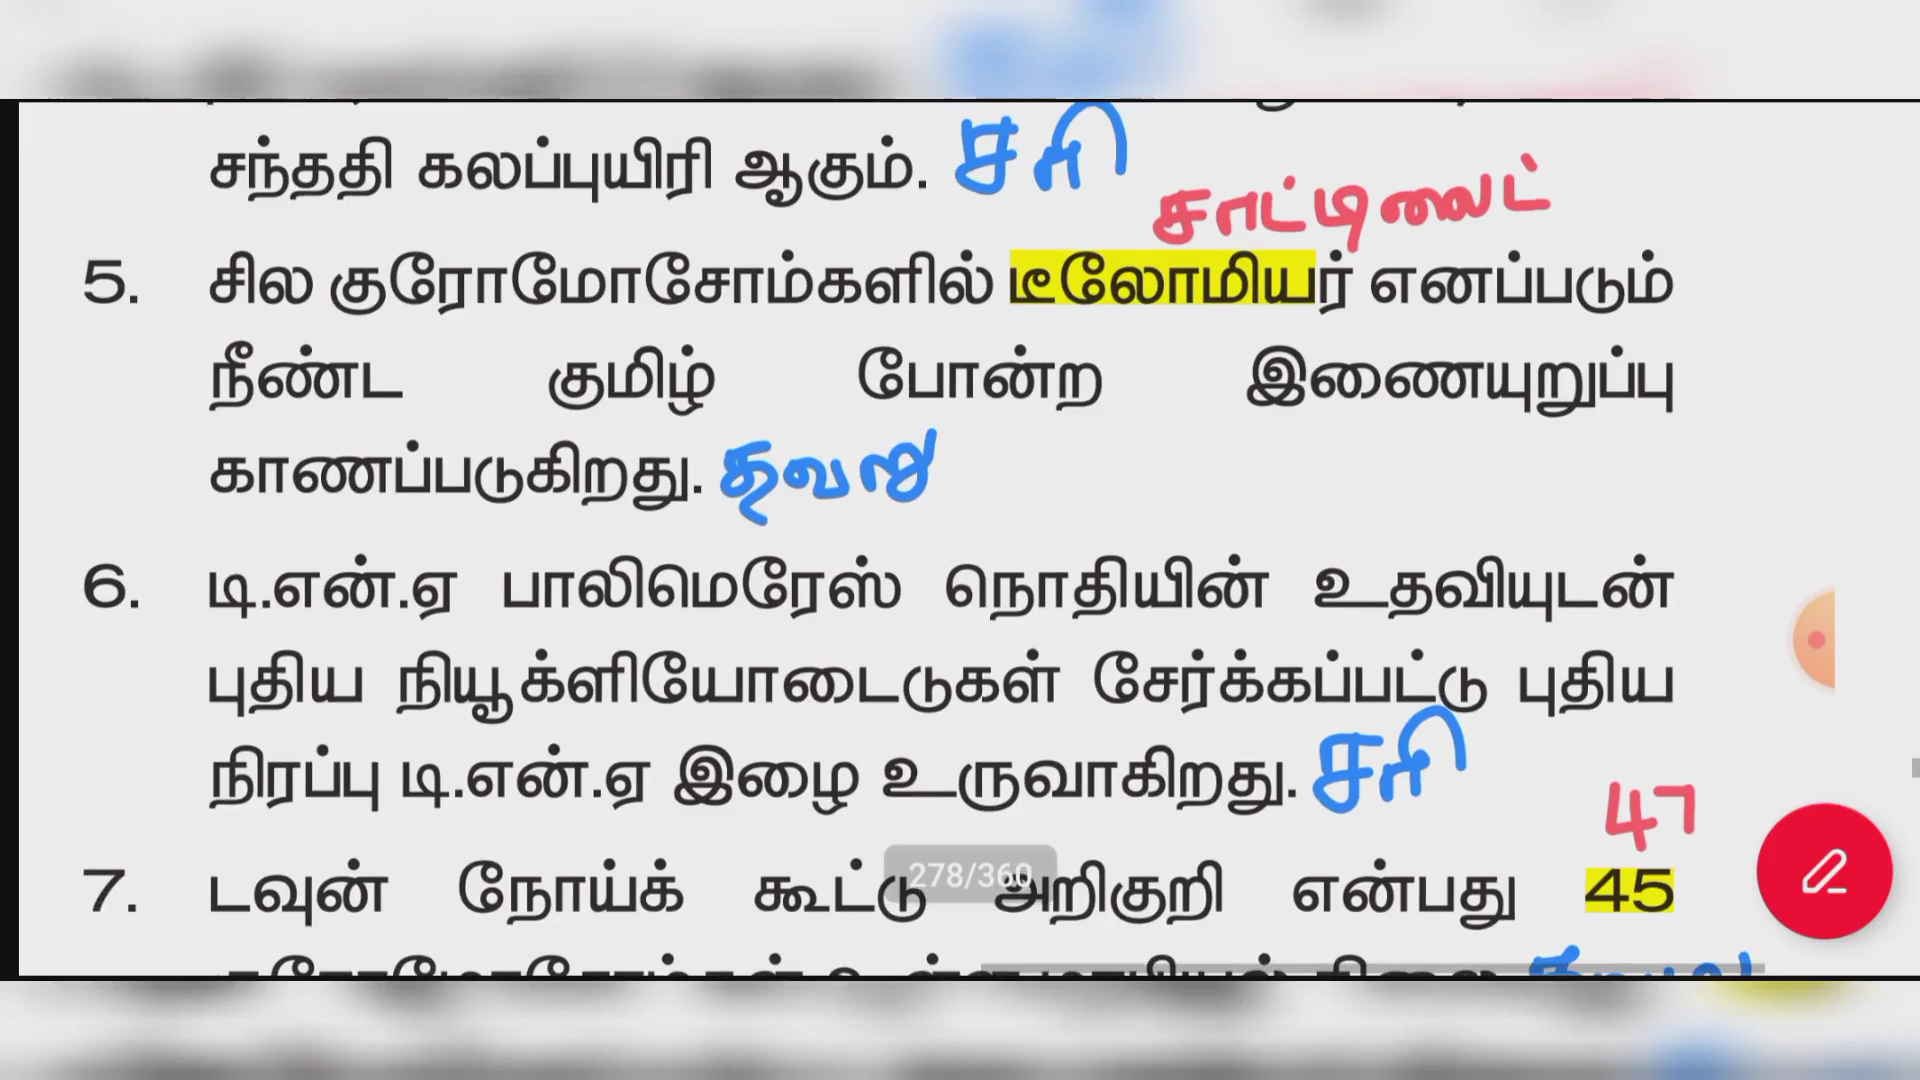 சந்ததி கலப்புயிரி ஆகும். சரி
சாட்டிலைட்
5. சில குரோமோசோம்களில் டீலோமியர் எனப்படும்
நீண்ட குமிழ் போன்ற இணையுறுப்பு
காணப்படுகிறது. தவறு
6. டி.என்.ஏ பாலிமெரேஸ் நொதியின் உதவியுடன்
புதிய நியூக்ளியோடைடுகள் சேர்க்கப்பட்டு புதிய
நிரப்பு டி.என்.ஏ இழை உருவாகிறது. சரி
47
7. டவுன் நோய்க் கூட்டு அறிகுறி என்பது 45
278/360